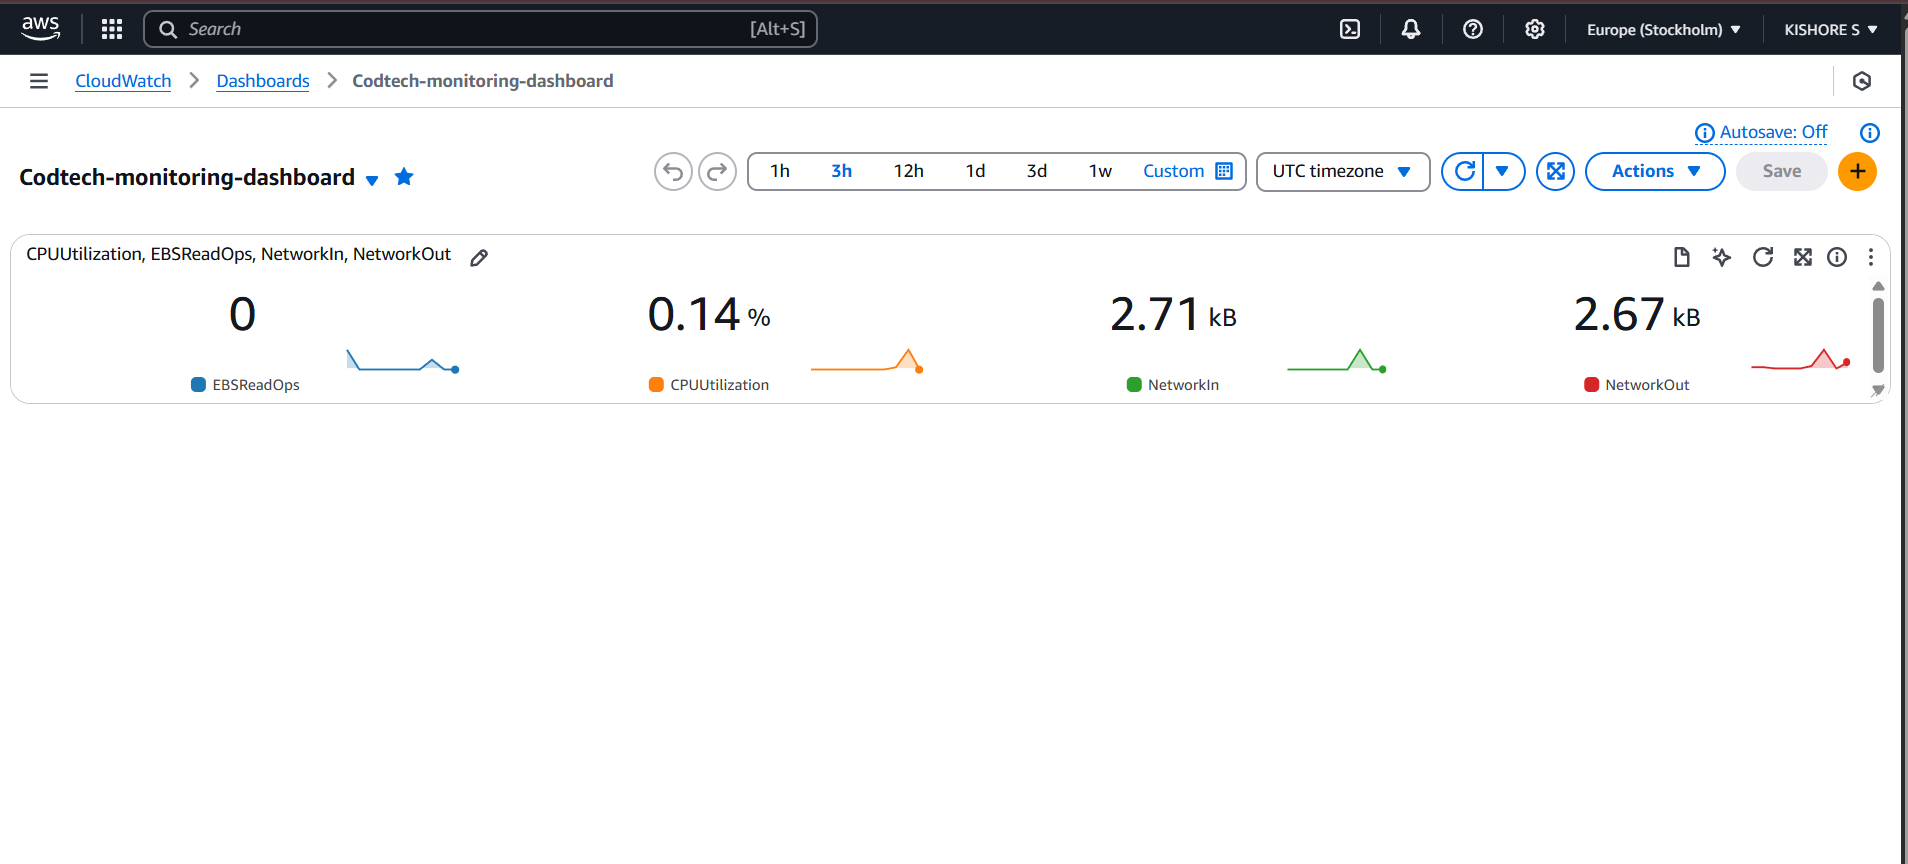 aws Search [Alt+S] Europe (Stockholm) KISHORE S
CloudWatch Dashboards Codtech-monitoring-dashboard
Autosave: Off
Codtech-monitoring-dashboard 1h 3h 12h 1d 3d 1w Custom UTC timezone Actions Save
CPUUtilization, EBSReadOps, NetworkIn, NetworkOut
0 0.14 % 2.71 kB 2.67 kB
EBSReadOps CPUUtilization NetworkIn NetworkOut